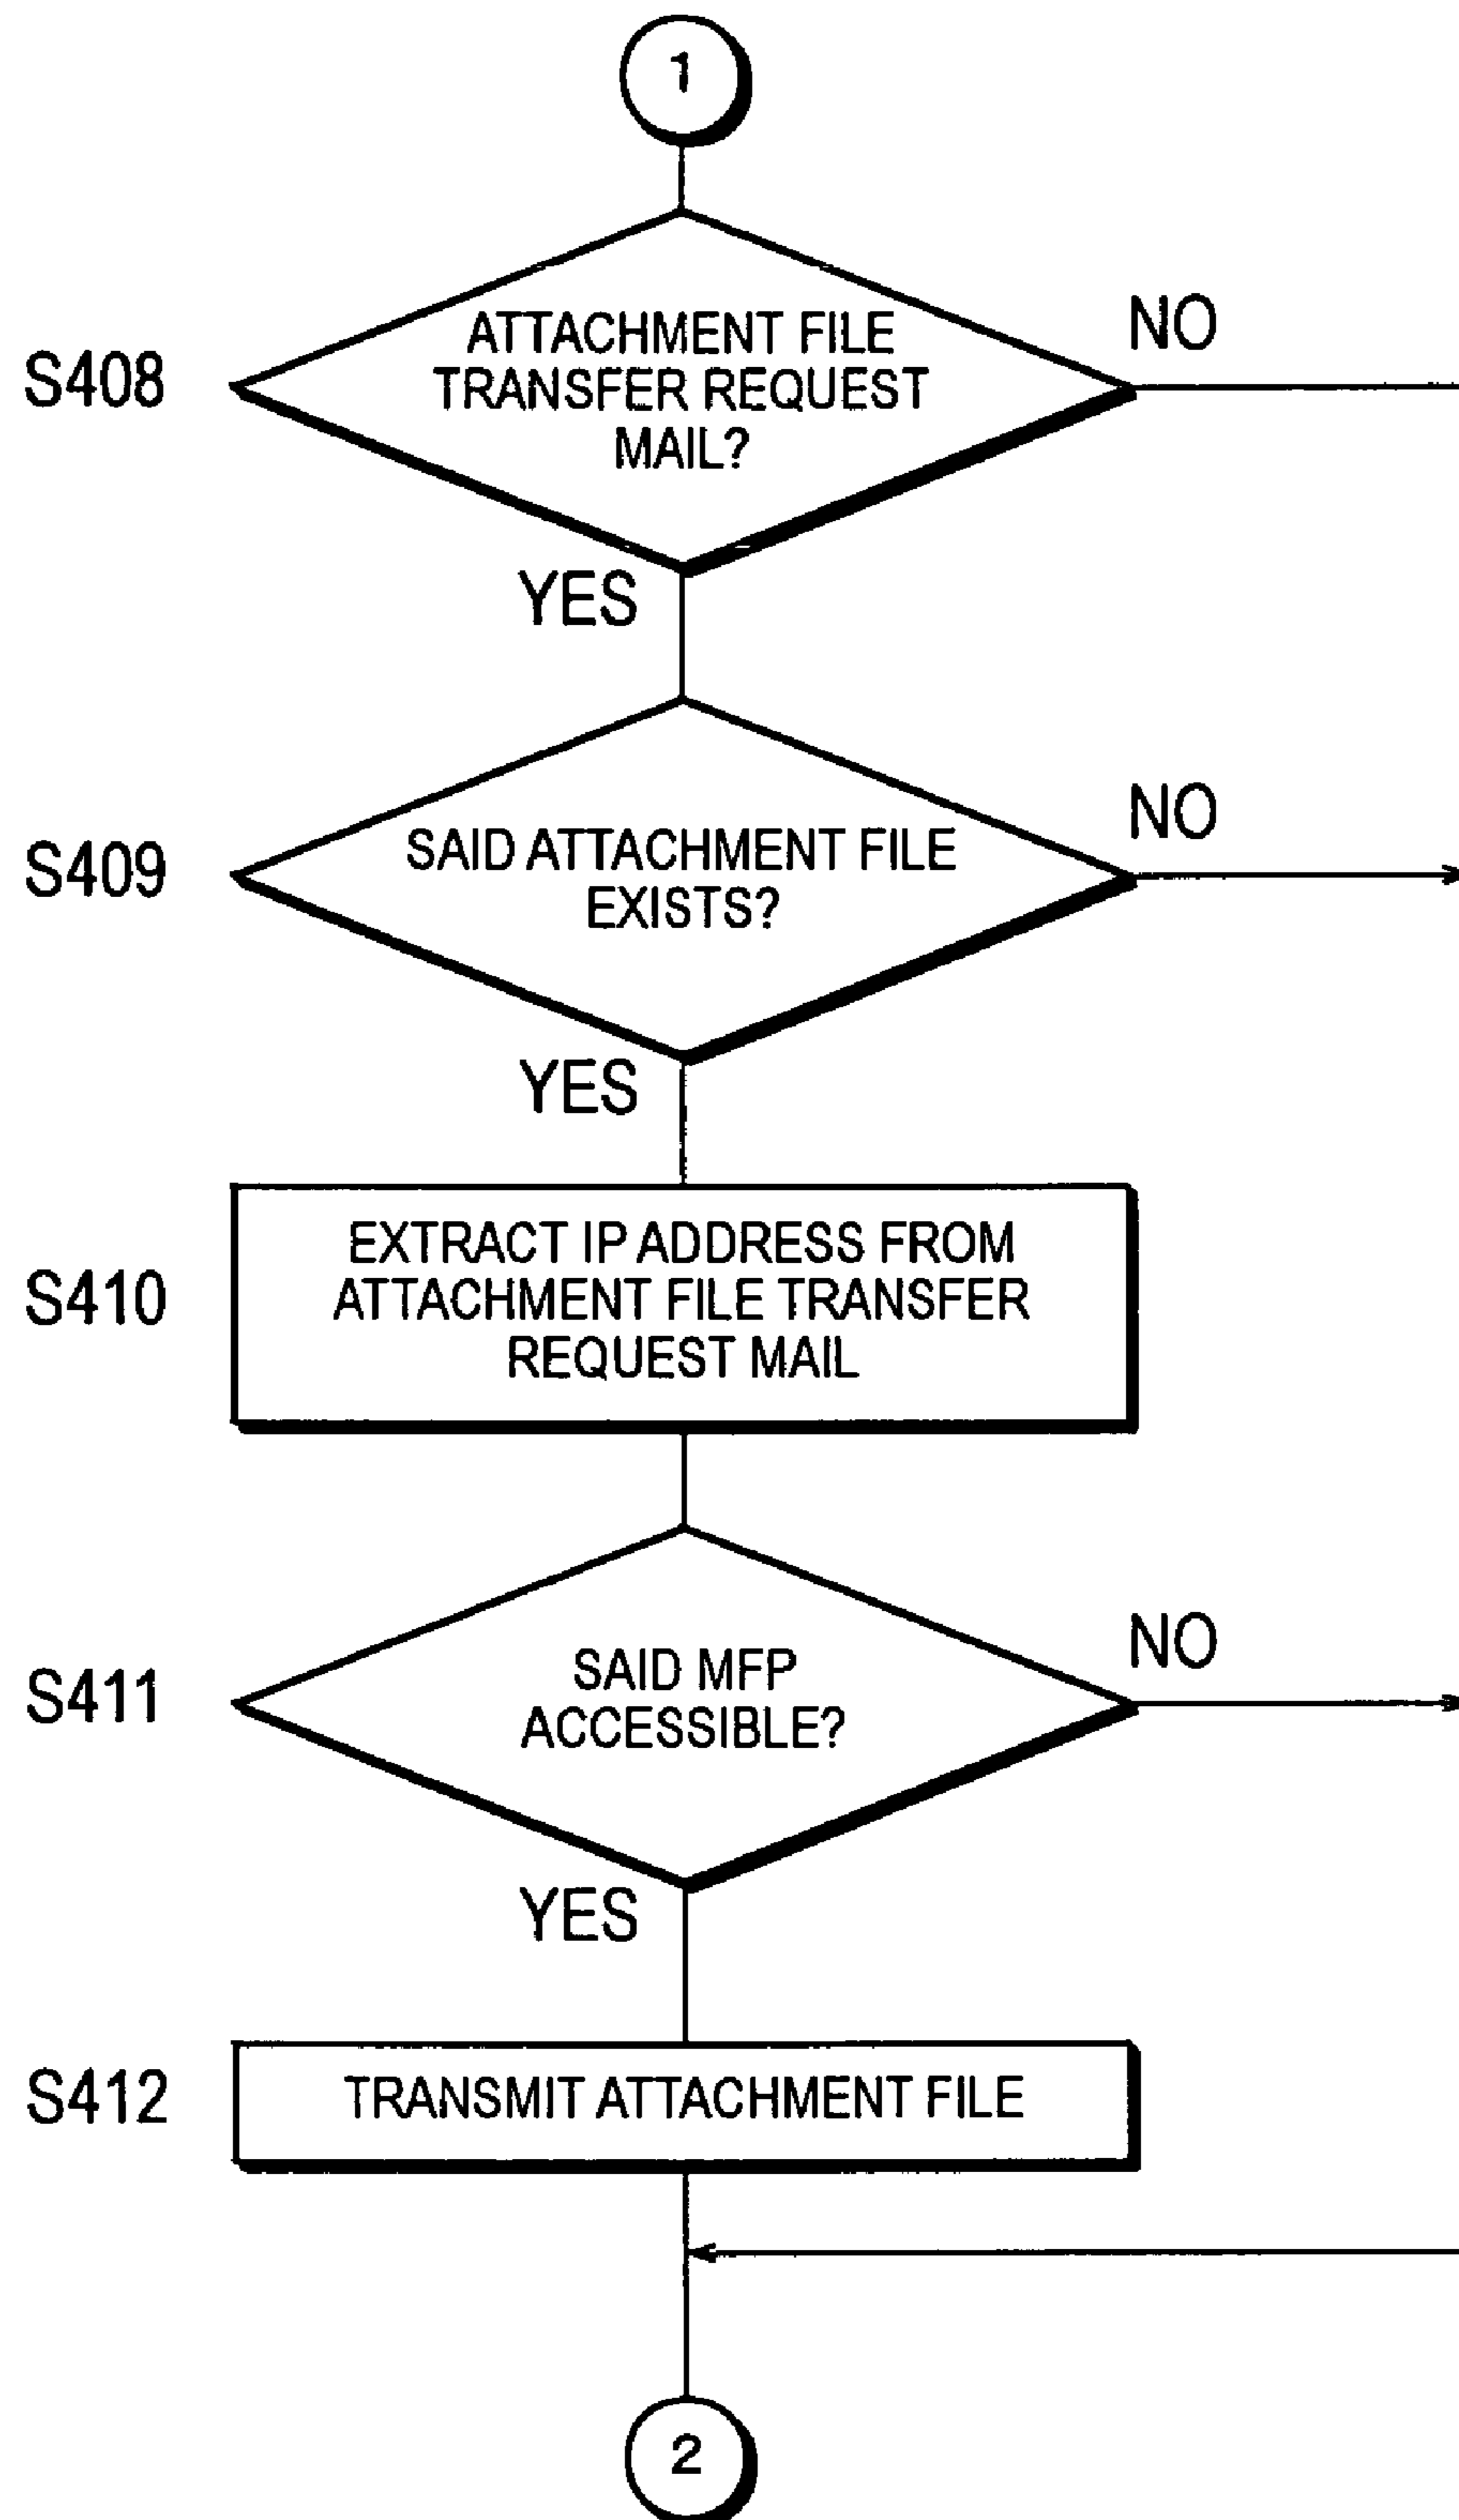 1
ATTACHMENT FILE
TRANSFER REQUEST
MAIL?
NO
S408
YES
SAID ATTACHMENT FILE
EXISTS?
NO
S409
YES
EXTRACT IP ADDRESS FROM
ATTACHMENT FILE TRANSFER
REQUEST MAIL
S410
SAID MFP
ACCESSIBLE?
NO
S411
YES
S412
TRANSMIT ATTACHMENT FILE
2